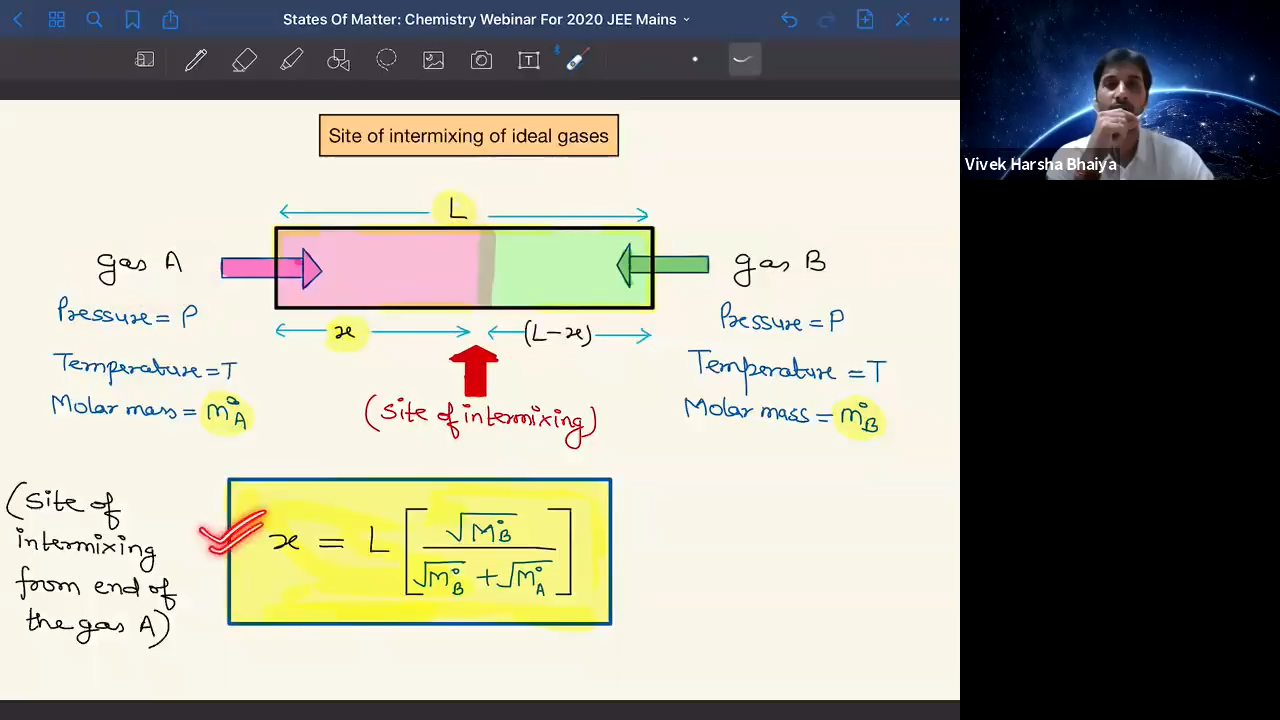 States Of Matter: Chemistry Webinar For 2020 JEE Mains
Vivek Harsha Bhaiya
Site of intermixing of ideal gases
L
gas A
gas B
Pressure = P
Temperature = T
Molar mass = M°A
x
(L-x)
Pressure = P
Temperature = T
Molar mass = M°B
(Site of intermixing)
(Site of
intermixing
from end of
the gas A)
x = L [ √M°B / √M°B + √M°A ]